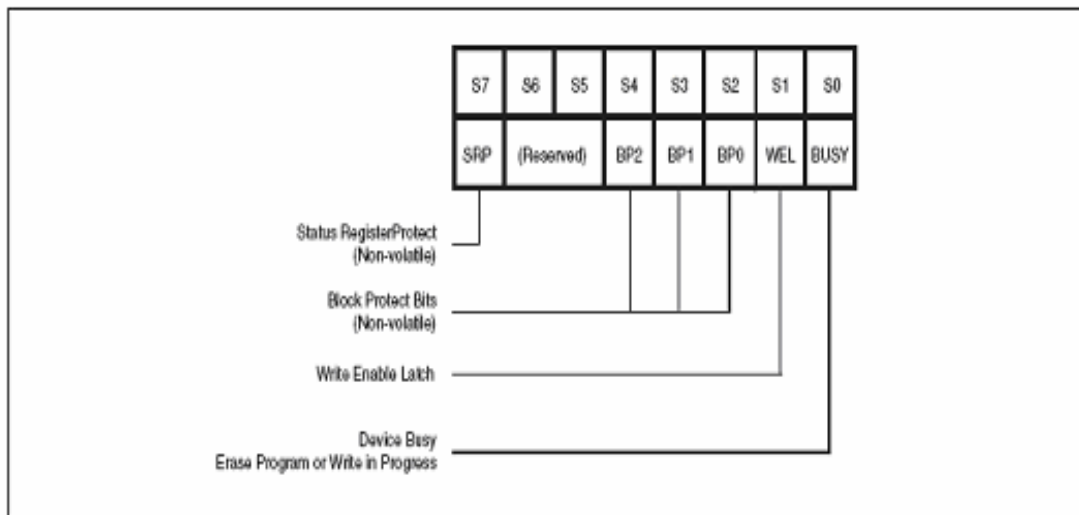 S7 S6 S5 S4 S3 S2 S1 S0
SRP (Reserved) BP2 BP1 BP0 WEL BUSY
Status RegisterProtect
(Non-volatile)
Block Protect Bits
(Non-volatile)
Write Enable Latch
Device Busy
Erase Program or Write in Progress